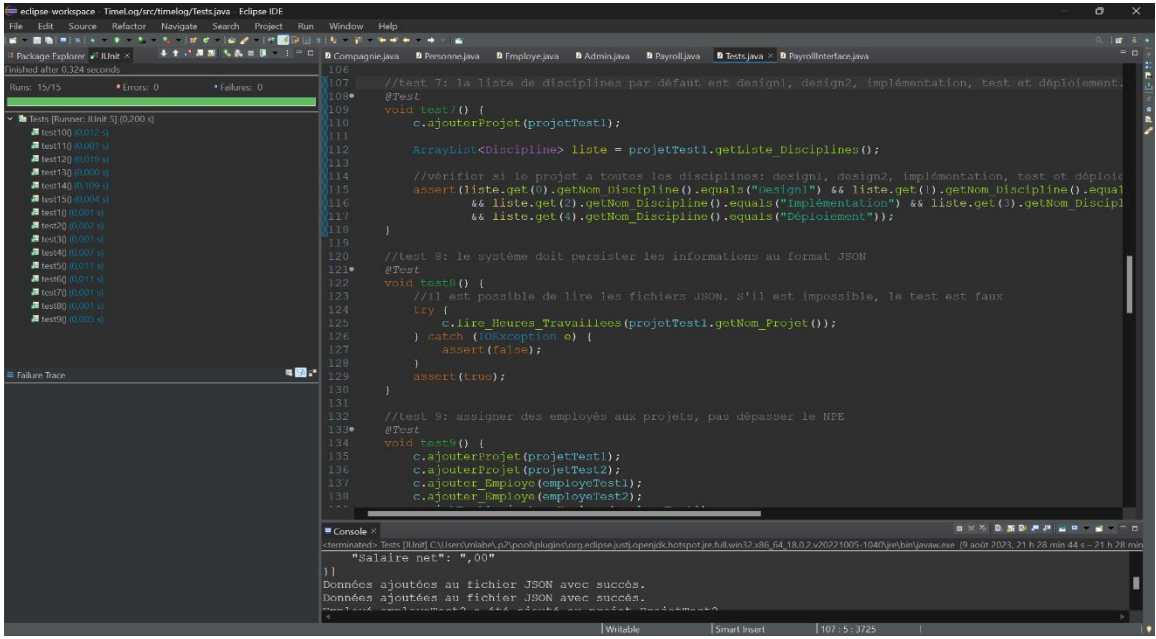 eclipse-workspace - TimeLog/src/timelog/Tests.java - Eclipse IDE
File Edit Source Refactor Navigate Search Project Run Window Help
Package Explorer JUnit
Compagnie.java Personne.java Employe.java Admin.java Payroll.java Tests.java PayrollInterface.java
Finished after 0,324 seconds
Runs: 15/15 Errors: 0 Failures: 0
Tests [Runner: JUnit 5] (0,200 s)
test10() (0,012 s)
test11() (0,001 s)
test12() (0,019 s)
test13() (0,000 s)
test14() (0,109 s)
test15() (0,004 s)
test1() (0,001 s)
test2() (0,002 s)
test3() (0,001 s)
test4() (0,007 s)
test5() (0,011 s)
test6() (0,011 s)
test7() (0,001 s)
test8() (0,001 s)
test9() (0,005 s)
Failure Trace
106
107 //test 7: la liste de disciplines par défaut est design1, design2, implémentation, test et déploiement.
108 @Test
109 void test7() {
110 c.ajouterProjet(projetTest1);
111
112 ArrayList<Discipline> liste = projetTest1.getListe_Disciplines();
113
114 //vérifier si le projet a toutes les disciplines: design1, design2, implémentation, test et déploie
115 assert(liste.get(0).getNom_Discipline().equals("Design1") && liste.get(1).getNom_Discipline().equal
116 && liste.get(2).getNom_Discipline().equals("Implémentation") && liste.get(3).getNom_Discipl
117 && liste.get(4).getNom_Discipline().equals("Déploiement"));
118 }
119
120 //test 8: le système doit persister les informations au format JSON
121 @Test
122 void test8() {
123 //il est possible de lire les fichiers JSON. S'il est impossible, le test est faux
124 try {
125 c.lire_Heures_Travaillees(projetTest1.getNom_Projet());
126 } catch (IOException e) {
127 assert(false);
128 }
129 assert(true);
130 }
131
132 //test 9: assigner des employés aux projets, pas dépasser le NPE
133 @Test
134 void test9() {
135 c.ajouterProjet(projetTest1);
136 c.ajouterProjet(projetTest2);
137 c.ajouter_Employe(employeTest1);
138 c.ajouter_Employe(employeTest2);
Console
<terminated> Tests [JUnit] C:\Users\mlabe\.p2\pool\plugins\org.eclipse.justj.openjdk.hotspot.jre.full.win32.x86_64_18.0.2.v20221005-1040\jre\bin\javaw.exe (9 août 2023, 21 h 28 min 44 s – 21 h 28 min
"Salaire net": ",00"
}]
Données ajoutées au fichier JSON avec succès.
Données ajoutées au fichier JSON avec succès.
Employé employeTest2 a été ajouté au projet ProjetTest2
Writable Smart Insert 107 : 5 : 3725